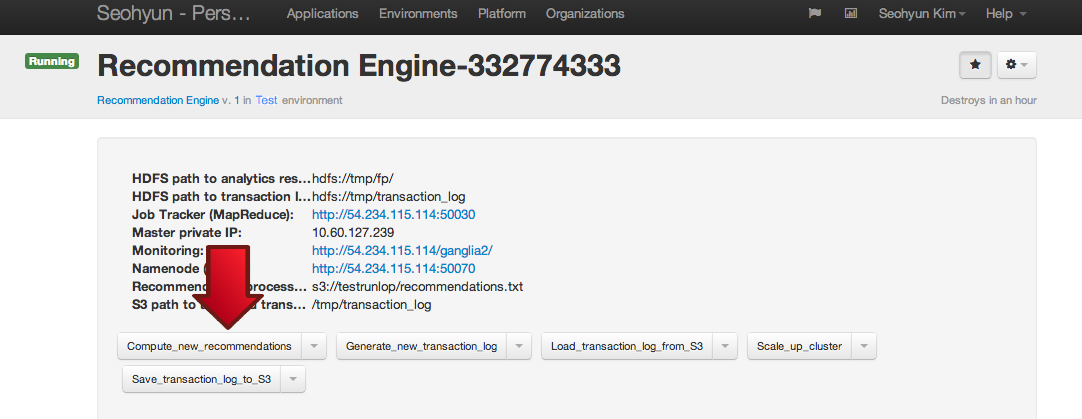 Seohyun - Pers... Applications Environments Platform Organizations Seohyun Kim Help
Running Recommendation Engine-332774333
Recommendation Engine v. 1 in Test environment Destroys in an hour
HDFS path to analytics res... hdfs://tmp/fp/
HDFS path to transaction l... hdfs://tmp/transaction_log
Job Tracker (MapReduce): http://54.234.115.114:50030
Master private IP: 10.60.127.239
Monitoring: http://54.234.115.114/ganglia2/
Namenode ( http://54.234.115.114:50070
Recommend process... s3://testrunlop/recommendations.txt
S3 path to trans... /tmp/transaction_log
Compute_new_recommendations Generate_new_transaction_log Load_transaction_log_from_S3 Scale_up_cluster
Save_transaction_log_to_S3